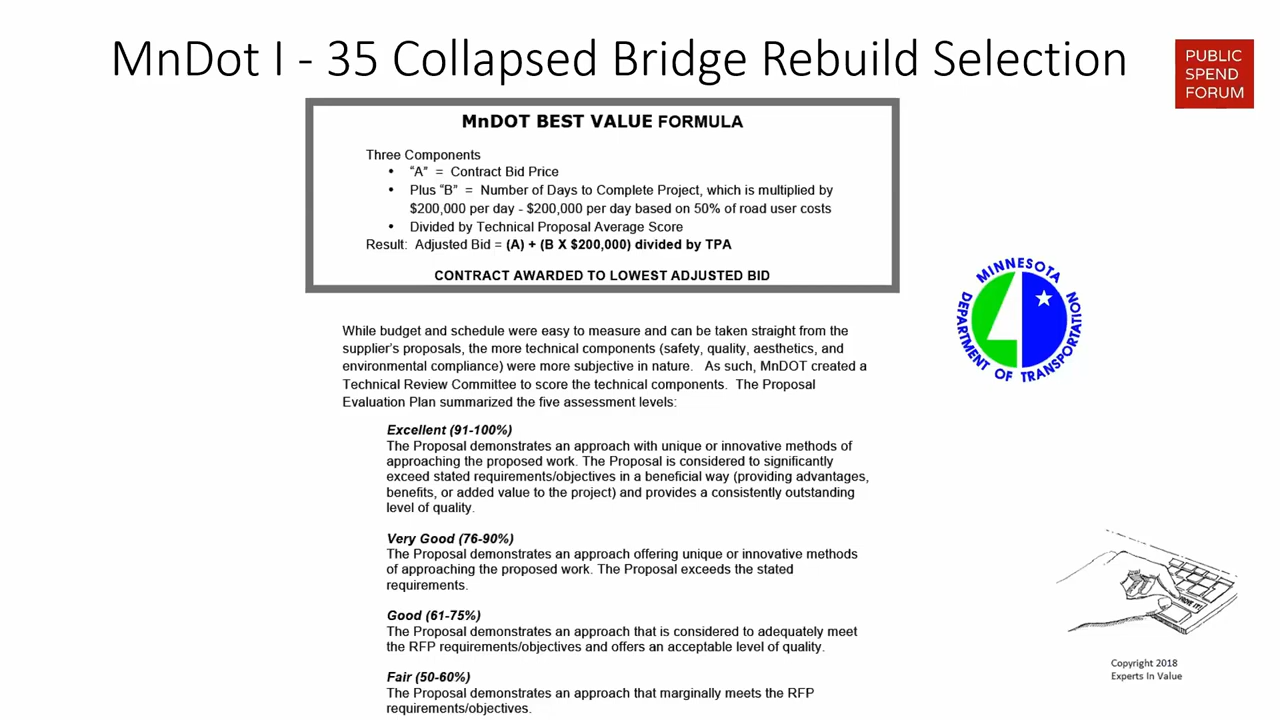 MnDot I - 35 Collapsed Bridge Rebuild Selection
PUBLIC
SPEND
FORUM
MnDOT BEST VALUE FORMULA
Three Components
• "A" = Contract Bid Price
• Plus "B" = Number of Days to Complete Project, which is multiplied by
$200,000 per day - $200,000 per day based on 50% of road user costs
• Divided by Technical Proposal Average Score
Result: Adjusted Bid = (A) + (B X $200,000) divided by TPA
CONTRACT AWARDED TO LOWEST ADJUSTED BID
MINNESOTA
DEPARTMENT OF TRANSPORTATION
While budget and schedule were easy to measure and can be taken straight from the
supplier's proposals, the more technical components (safety, quality, aesthetics, and
environmental compliance) were more subjective in nature. As such, MnDOT created a
Technical Review Committee to score the technical components. The Proposal
Evaluation Plan summarized the five assessment levels:
Excellent (91-100%)
The Proposal demonstrates an approach with unique or innovative methods of
approaching the proposed work. The Proposal is considered to significantly
exceed stated requirements/objectives in a beneficial way (providing advantages,
benefits, or added value to the project) and provides a consistently outstanding
level of quality.
Very Good (76-90%)
The Proposal demonstrates an approach offering unique or innovative methods
of approaching the proposed work. The Proposal exceeds the stated
requirements.
Good (61-75%)
The Proposal demonstrates an approach that is considered to adequately meet
the RFP requirements/objectives and offers an acceptable level of quality.
Fair (50-60%)
The Proposal demonstrates an approach that marginally meets the RFP
requirements/objectives.
Copyright 2018
Experts In Value